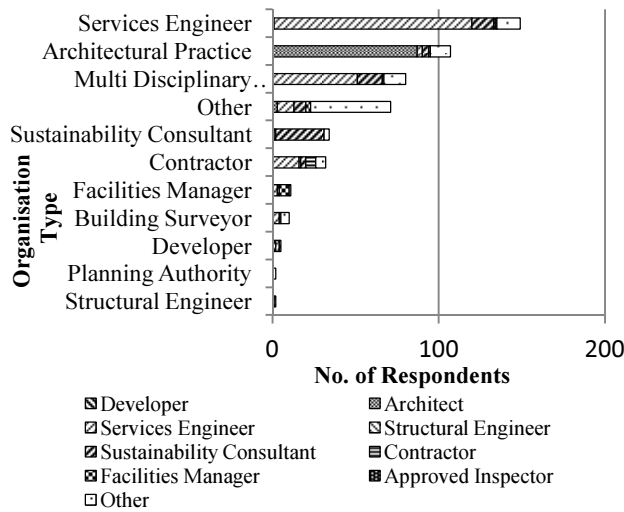 Services Engineer
Architectural Practice
Multi Disciplinary..
Other
Sustainability Consultant
Contractor
Facilities Manager
Building Surveyor
Developer
Planning Authority
Structural Engineer
Organisation
Type
0 100 200
No. of Respondents
Developer Architect
Services Engineer Structural Engineer
Sustainability Consultant Contractor
Facilities Manager Approved Inspector
Other